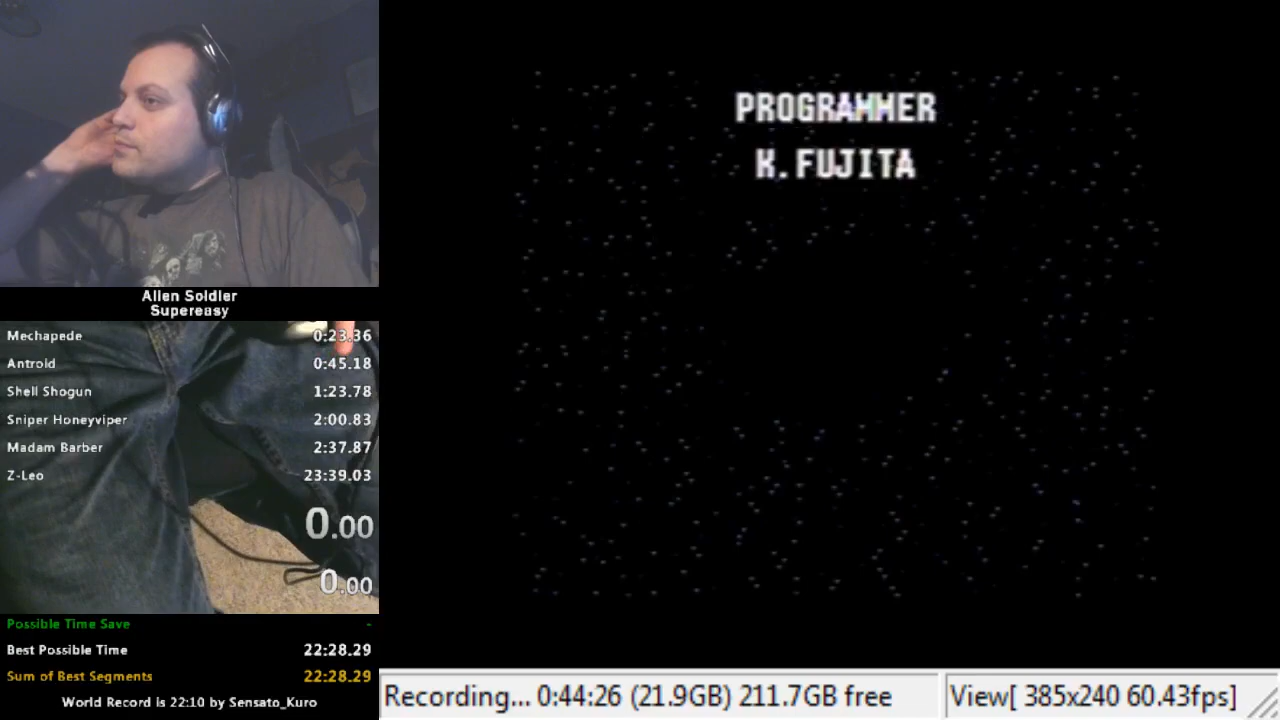 PROGRAMMER
K.FUJITA
Alien Soldier
Supereasy
Mechapede 0:23.36
Antroid 0:45.18
Shell Shogun 1:23.78
Sniper Honeyviper 2:00.83
Madam Barber 2:37.87
Z-Leo 23:39.03
0.00
0.00
Possible Time Save -
Best Possible Time 22:28.29
Sum of Best Segments 22:28.29
World Record is 22:10 by Sensato_Kuro
Recording... 0:44:26 (21.9GB) 211.7GB free
View[ 385x240 60.43fps]